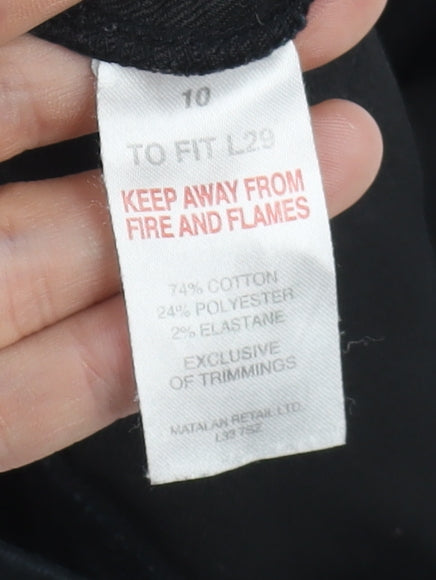 10
TO FIT L29
KEEP AWAY FROM
FIRE AND FLAMES
74% COTTON
24% POLYESTER
2% ELASTANE
EXCLUSIVE
OF TRIMMINGS
MATALAN RETAIL LTD.
L33 7SZ